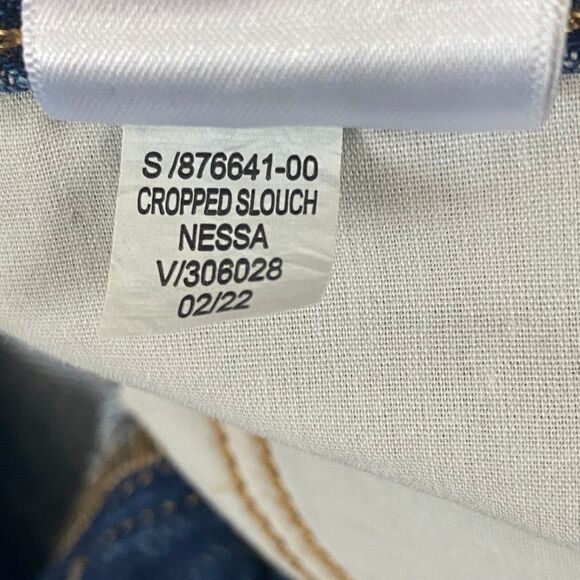 S /876641-00
CROPPED SLOUCH
NESSA
V/306028
02/22